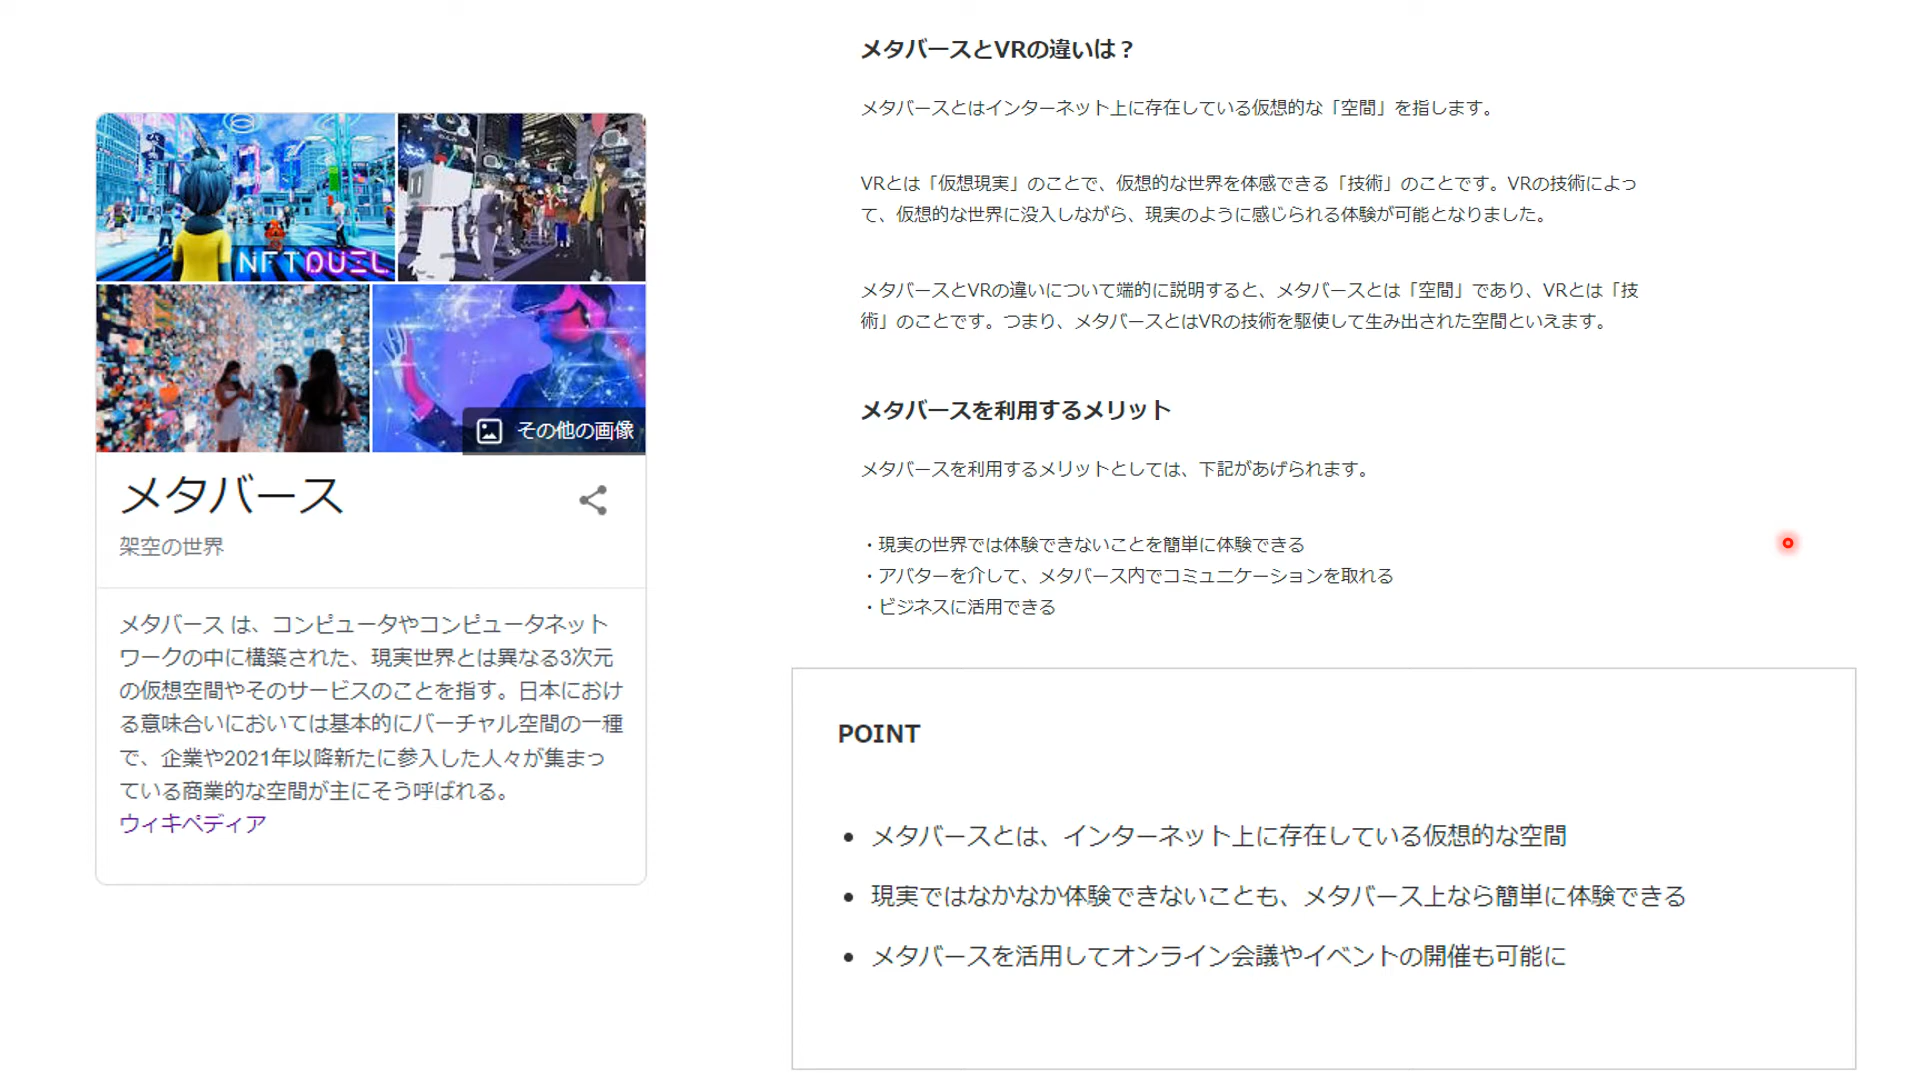 NFTDUEL
その他の画像
メタバース
架空の世界
メタバース は、コンピュータやコンピュータネット
ワークの中に構築された、現実世界とは異なる3次元
の仮想空間やそのサービスのことを指す。日本におけ
る意味合いにおいては基本的にバーチャル空間の一種
で、企業や2021年以降新たに参入した人々が集まっ
ている商業的な空間が主にそう呼ばれる。
ウィキペディア
メタバースとVRの違いは？
メタバースとはインターネット上に存在している仮想的な「空間」を指します。
VRとは「仮想現実」のことで、仮想的な世界を体感できる「技術」のことです。VRの技術によっ
て、仮想的な世界に没入しながら、現実のように感じられる体験が可能となりました。
メタバースとVRの違いについて端的に説明すると、メタバースとは「空間」であり、VRとは「技
術」のことです。つまり、メタバースとはVRの技術を駆使して生み出された空間といえます。
メタバースを利用するメリット
メタバースを利用するメリットとしては、下記があげられます。
・現実の世界では体験できないことを簡単に体験できる
・アバターを介して、メタバース内でコミュニケーションを取れる
・ビジネスに活用できる
POINT
• メタバースとは、インターネット上に存在している仮想的な空間
• 現実ではなかなか体験できないことも、メタバース上なら簡単に体験できる
• メタバースを活用してオンライン会議やイベントの開催も可能に